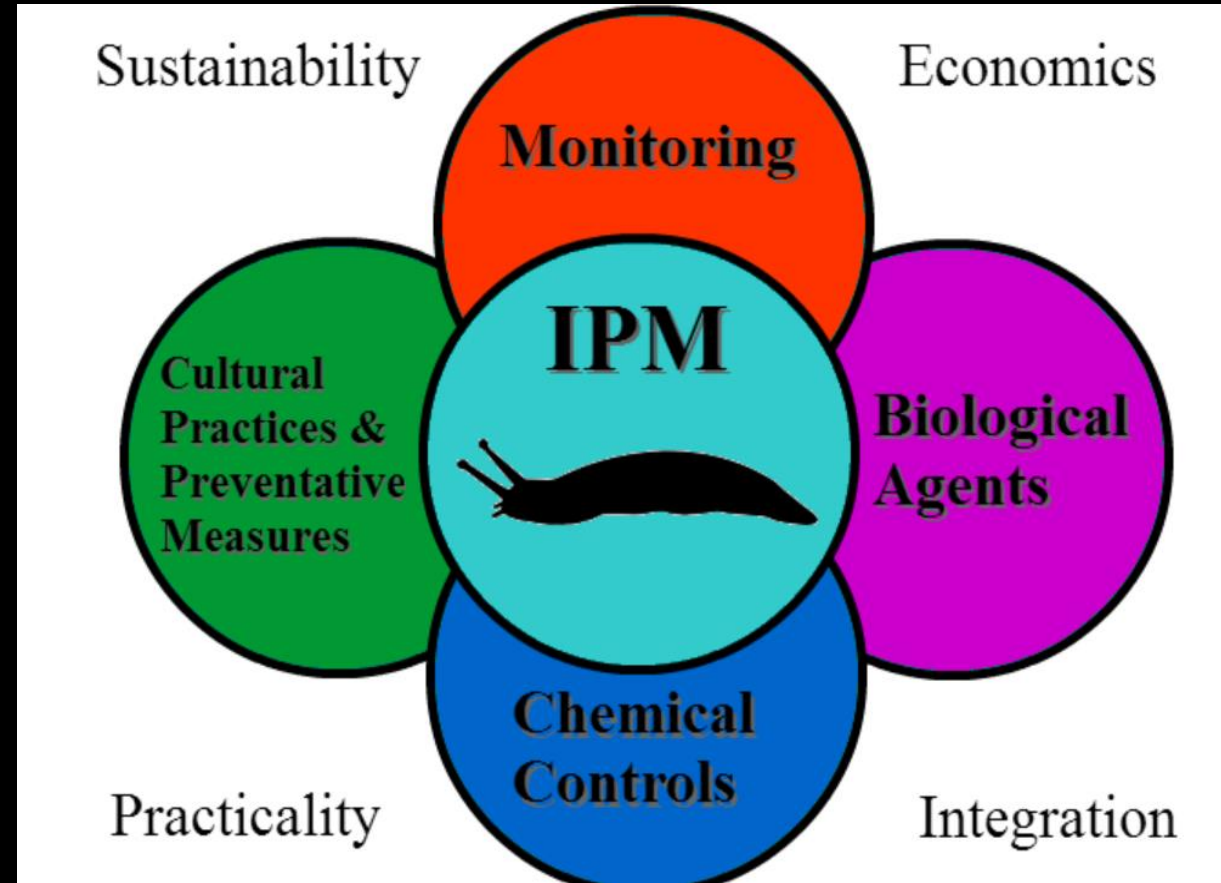 Sustainability
Economics
Monitoring
IPM
Cultural
Practices &
Preventative
Measures
Biological
Agents
Chemical
Controls
Practicality
Integration